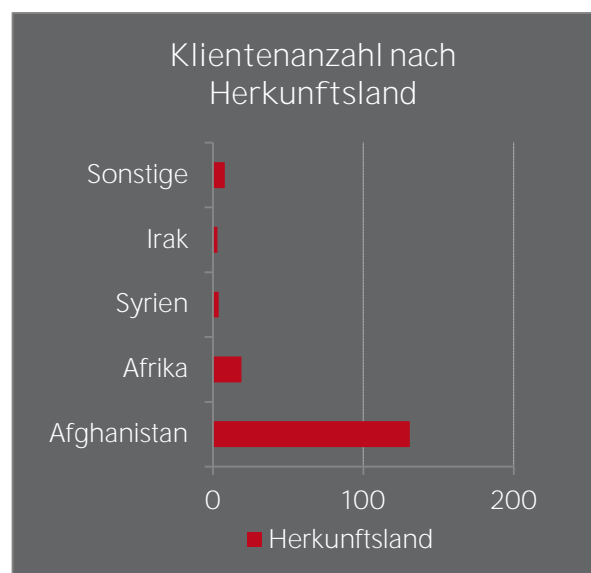 Klientenanzahl nach
Herkunftsland
Sonstige
Irak
Syrien
Afrika
Afghanistan
0 100 200
Herkunftsland